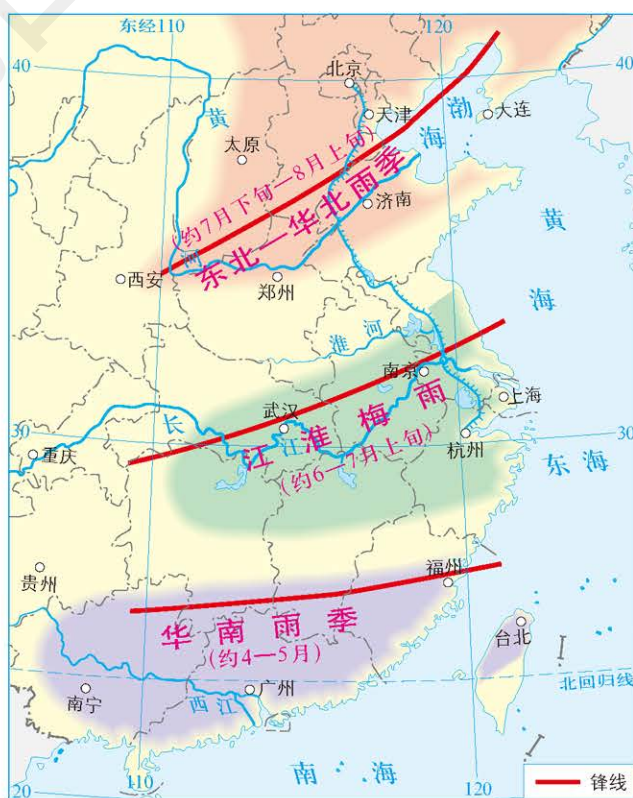 东经110
120
40
40
北京
天津
渤
大连
黄
太原
海
(约7月下旬—8月上旬)
东北—华北雨季
济南
黄
河
西安
郑州
海
淮河
南京
上海
武汉
长
江
江淮梅雨
(约6—7月上旬)
30
重庆
杭州
30
东海
贵州
福州
华南雨季
(约4—5月)
台北
北回归线
南宁
广州
西江
20
110
南海
120
锋线